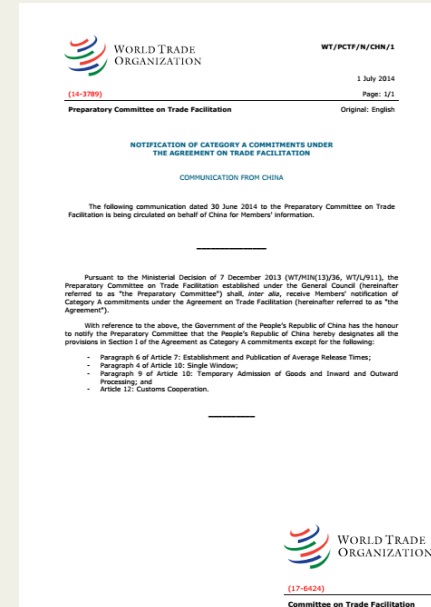 WORLD TRADE
ORGANIZATION
WT/PCTF/N/CHN/1
1 July 2014
(14-3789)
Page: 1/1
Preparatory Committee on Trade Facilitation
Original: English
NOTIFICATION OF CATEGORY A COMMITMENTS UNDER
THE AGREEMENT ON TRADE FACILITATION
COMMUNICATION FROM CHINA
The following communication dated 30 June 2014 to the Preparatory Committee on Trade
Facilitation is being circulated on behalf of China for Members' information.
Pursuant to the Ministerial Decision of 7 December 2013 (WT/MIN(13)/36, WT/L/911), the
Preparatory Committee on Trade Facilitation established under the General Council (hereinafter
referred to as "the Preparatory Committee") shall, inter alia, receive Members' notification of
Category A commitments under the Agreement on Trade Facilitation (hereinafter referred to as "the
Agreement").
With reference to the above, the Government of the People's Republic of China has the honour
to notify the Preparatory Committee that the People's Republic of China hereby designates all the
provisions in Section I of the Agreement as Category A commitments except for the following:
- Paragraph 6 of Article 7: Establishment and Publication of Average Release Times;
- Paragraph 4 of Article 10: Single Window;
- Paragraph 9 of Article 10: Temporary Admission of Goods and Inward and Outward
Processing; and
- Article 12: Customs Cooperation.
WORLD TRADE
ORGANIZATION
(17-6424)
Committee on Trade Facilitation